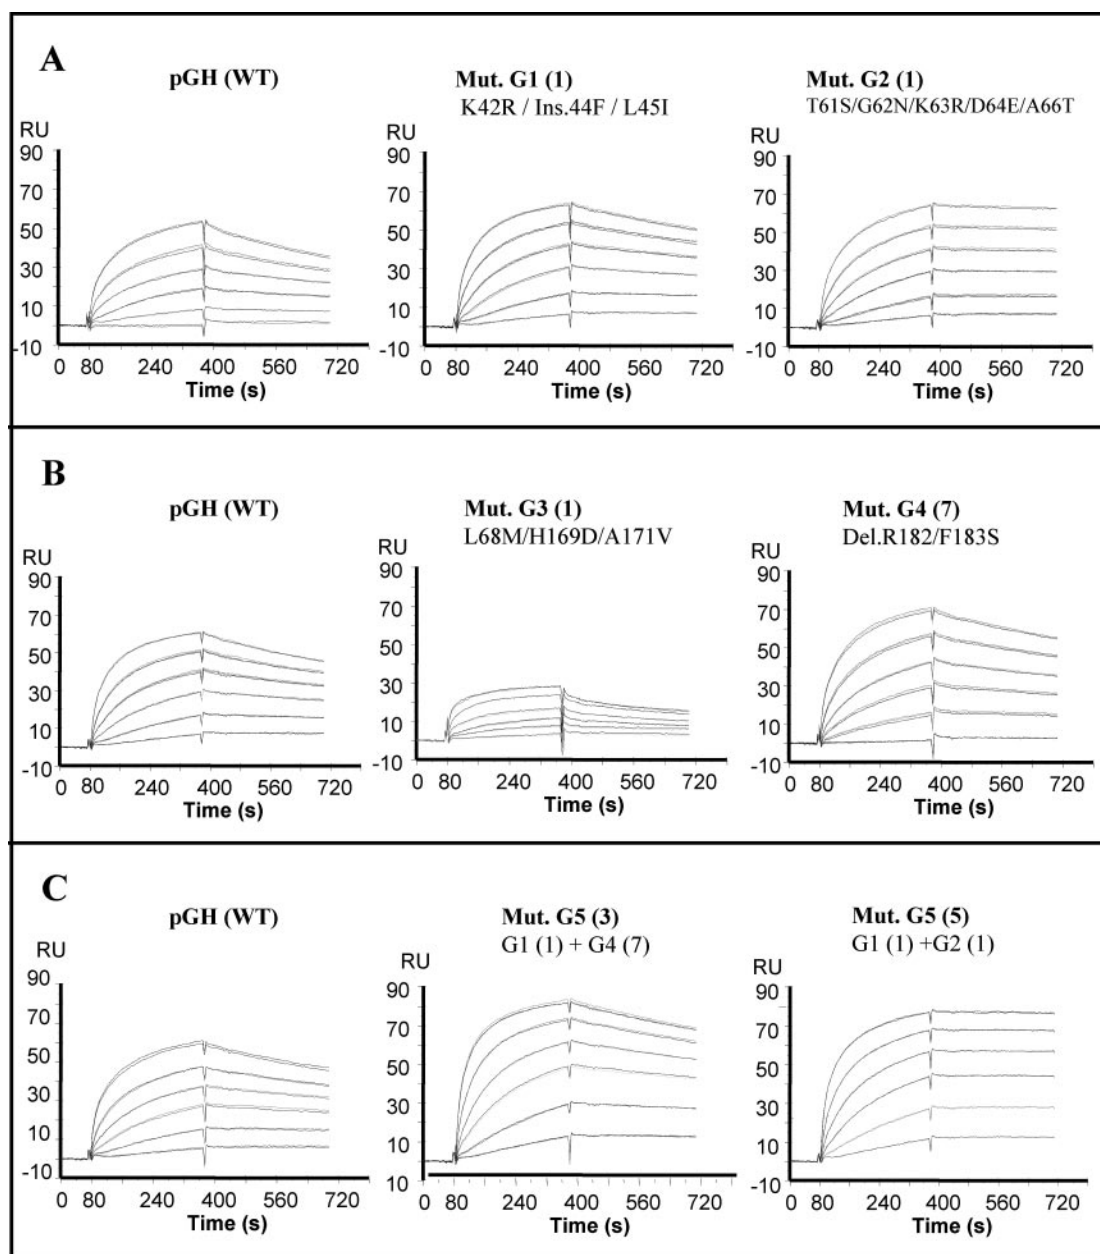 A
pGH (WT)
Mut. G1 (1)
K42R / Ins.44F / L45I
Mut. G2 (1)
T61S/G62N/K63R/D64E/A66T
RU
90
70
50
30
10
-10
0 80 240 400 560 720
Time (s)
RU
90
70
50
30
10
-10
0 80 240 400 560 720
Time (s)
RU
90
70
50
30
10
-10
0 80 240 400 560 720
Time (s)
B
pGH (WT)
Mut. G3 (1)
L68M/H169D/A171V
Mut. G4 (7)
Del.R182/F183S
RU
90
70
50
30
10
-10
0 80 240 400 560 720
Time (s)
RU
90
70
50
30
10
-10
0 80 240 400 560 720
Time (s)
RU
90
70
50
30
10
-10
0 80 240 400 560 720
Time (s)
C
pGH (WT)
Mut. G5 (3)
G1 (1) + G4 (7)
Mut. G5 (5)
G1 (1) +G2 (1)
RU
90
70
50
30
10
-10
0 80 240 400 560 720
Time (s)
RU
90
70
50
30
10
10
0 80 240 400 560 720
Time (s)
RU
90
70
50
30
10
-10
0 80 240 400 560 720
Time (s)